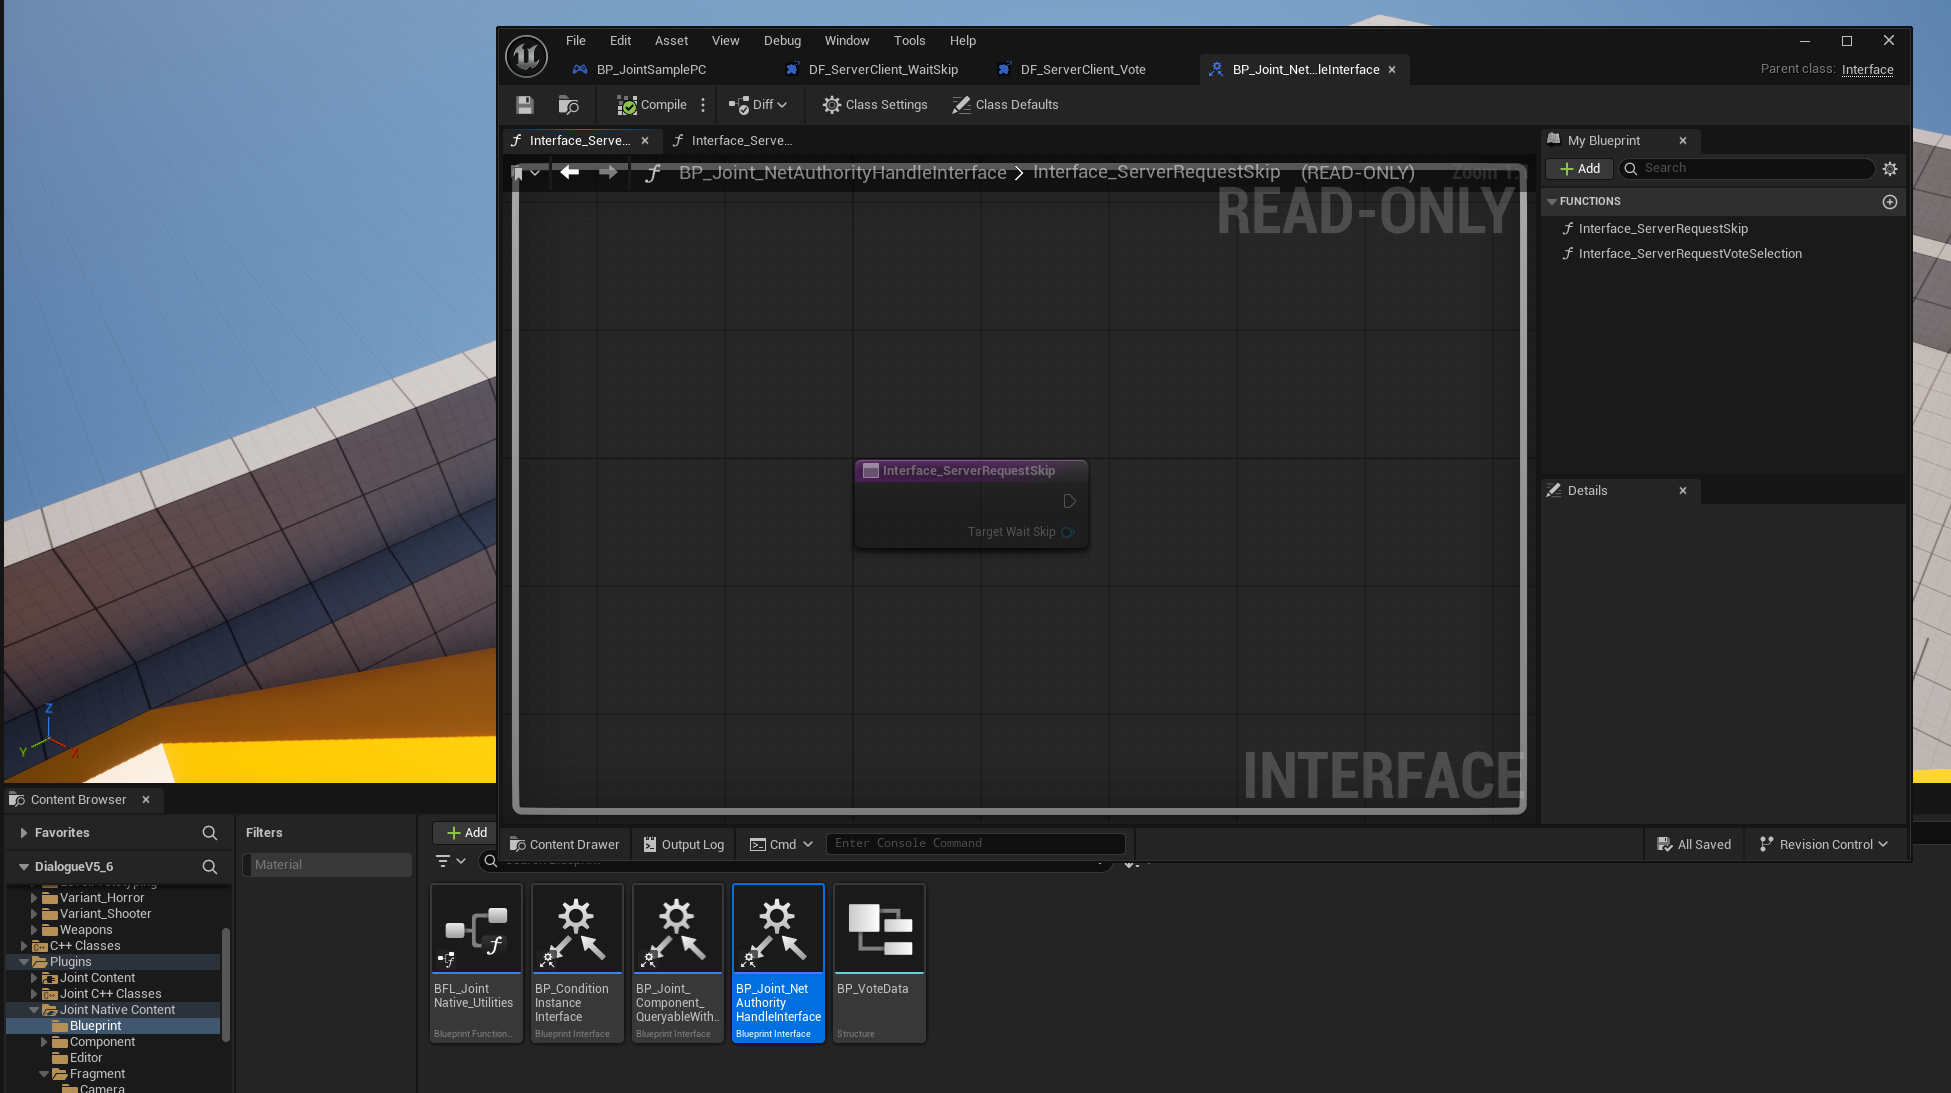 File Edit Asset View Debug Window Tools Help
BP_JointSamplePC DF_ServerClient_WaitSkip DF_ServerClient_Vote BP_Joint_Net...leInterface Parent class: Interface
Compile Diff Class Settings Class Defaults
Interface_Serve... Interface_Serve...
BP_Joint_NetAuthorityHandleInterface > Interface_ServerRequestSkip (READ-ONLY) Zoom 1:
READ-ONLY
Interface_ServerRequestSkip
Target Wait Skip
INTERFACE
My Blueprint
Add Search
FUNCTIONS
Interface_ServerRequestSkip
Interface_ServerRequestVoteSelection
Details
Content Drawer Output Log Cmd Enter Console Command All Saved Revision Control
Z
Y
X
Content Browser
Favorites
DialogueV5_6
Variant_Horror
Variant_Shooter
Weapons
C++ Classes
Plugins
Joint Content
Joint C++ Classes
Joint Native Content
Blueprint
Component
Editor
Fragment
Camera
Filters
Material
Add
BFL_Joint
Native_Utilities
Blueprint Function...
BP_Condition
Instance
Interface
Blueprint Interface
BP_Joint_
Component_
QueryableWith..
Blueprint Interface
BP_Joint_Net
Authority
HandleInterface
Blueprint Interface
BP_VoteData
Structure